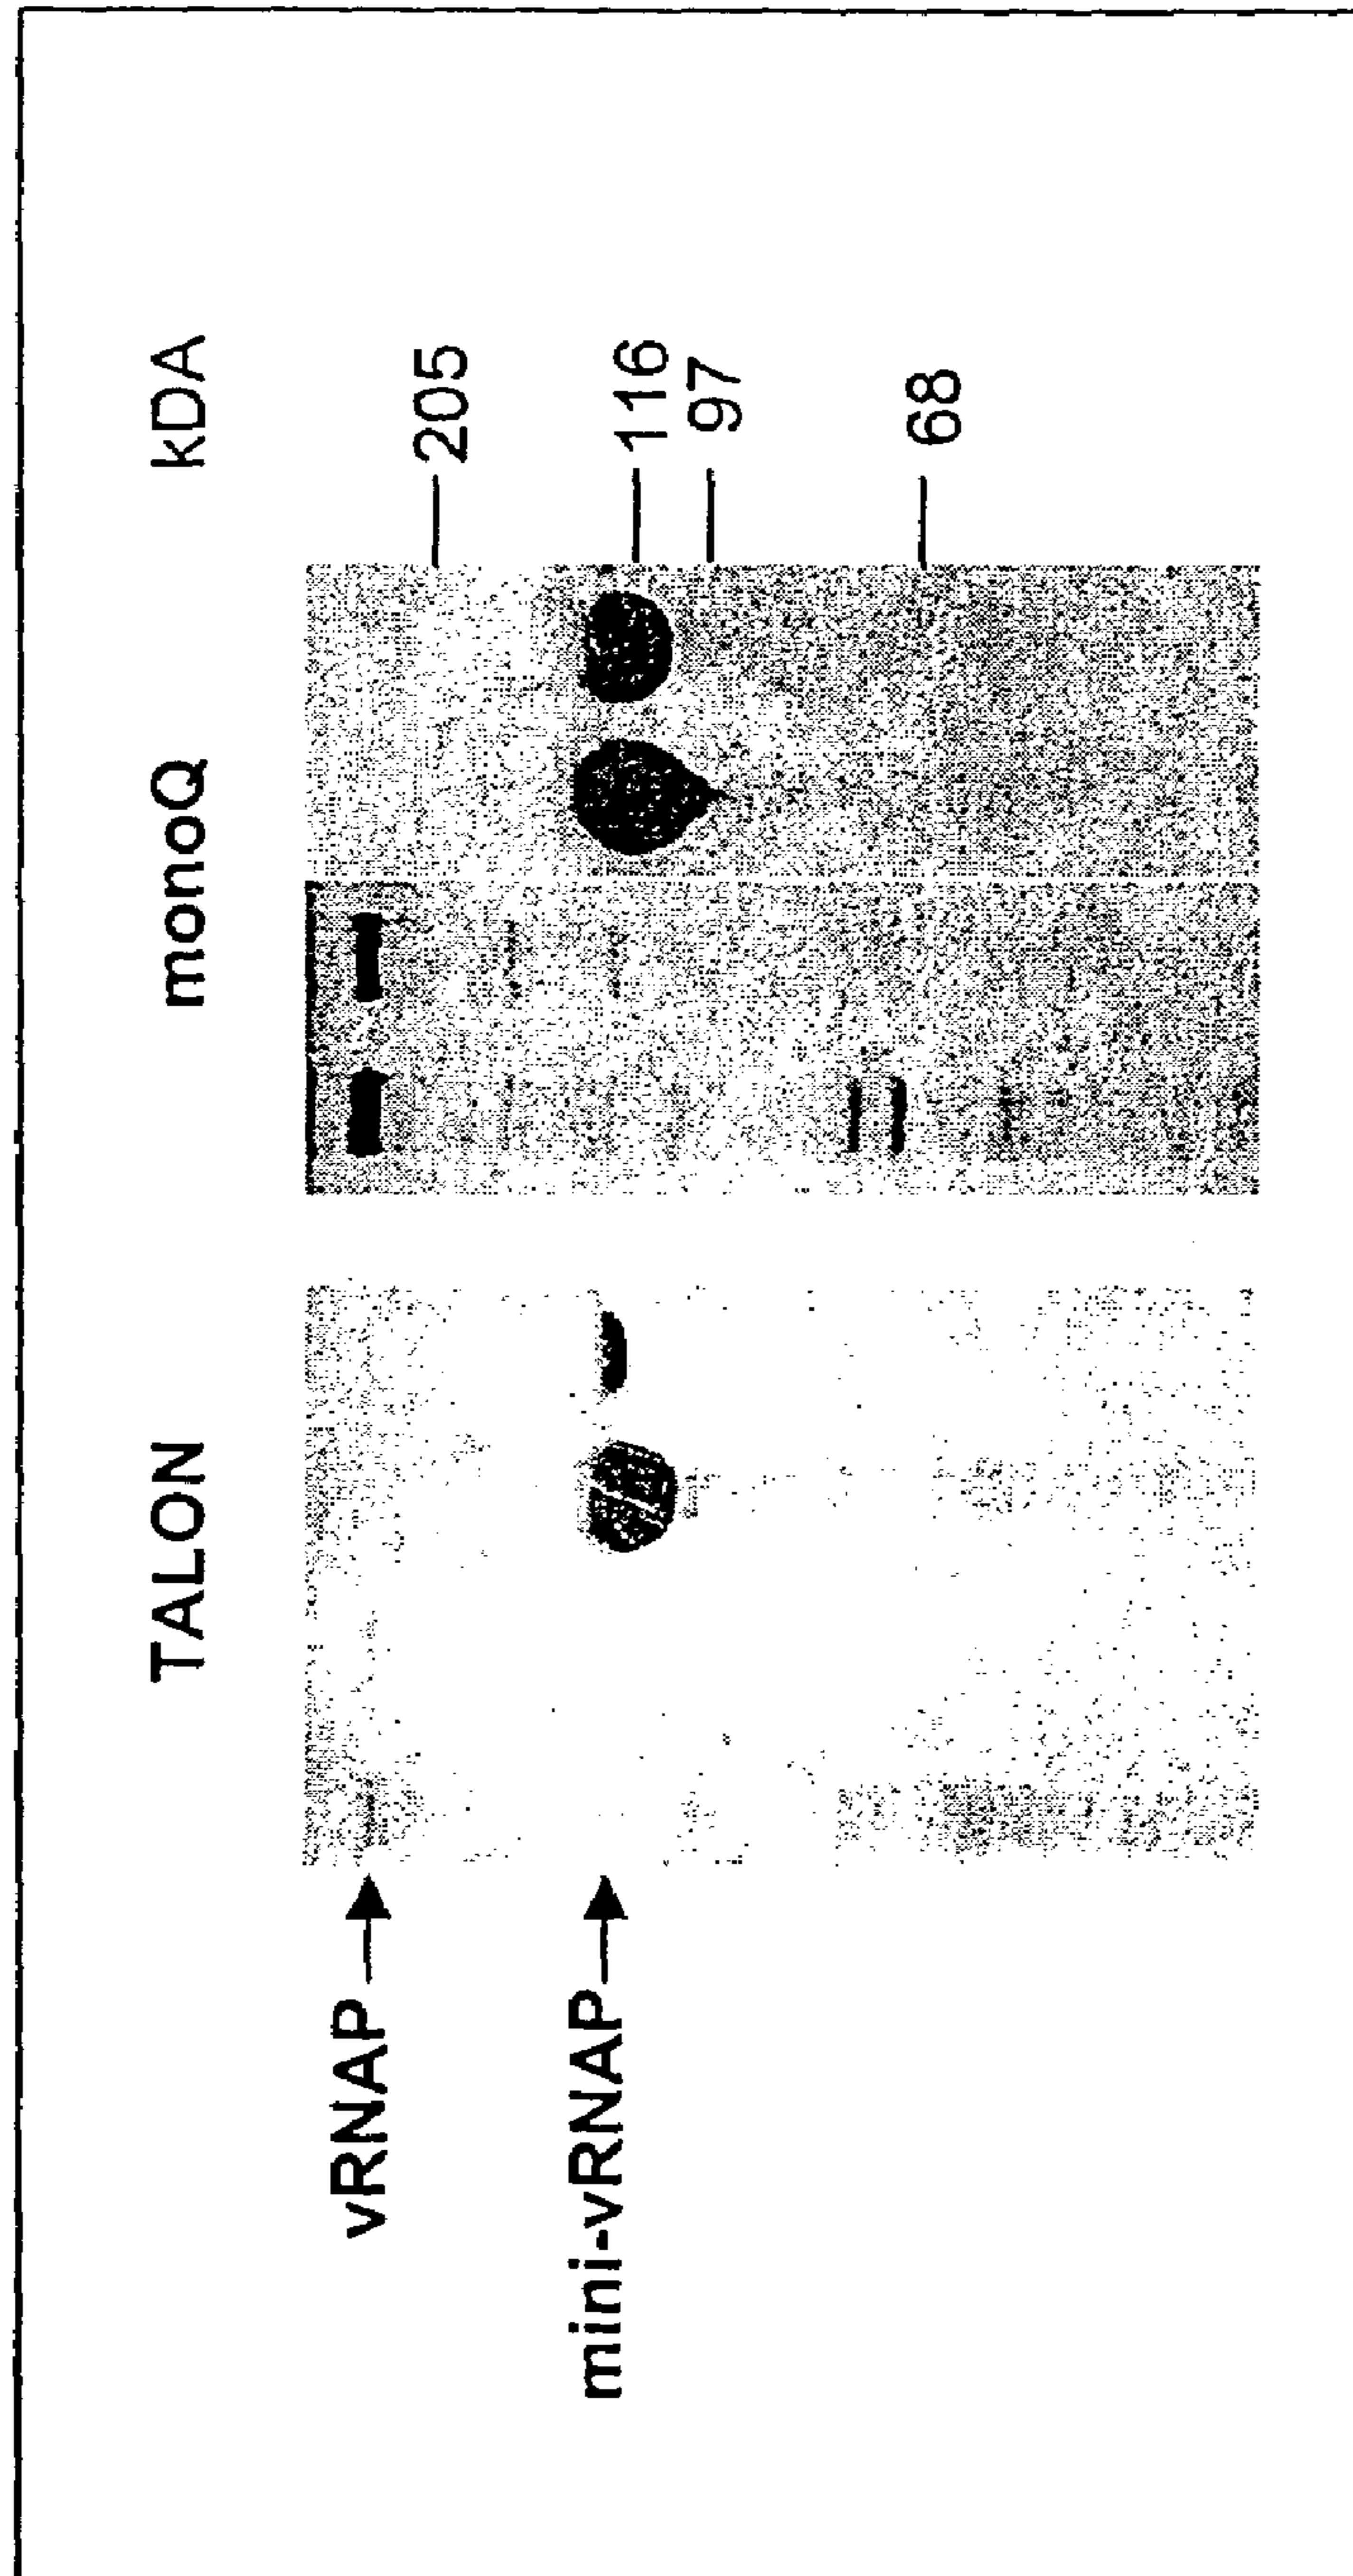 TALON
monoQ
kDA
vRNAP
mini-vRNAP
205
116
97
68